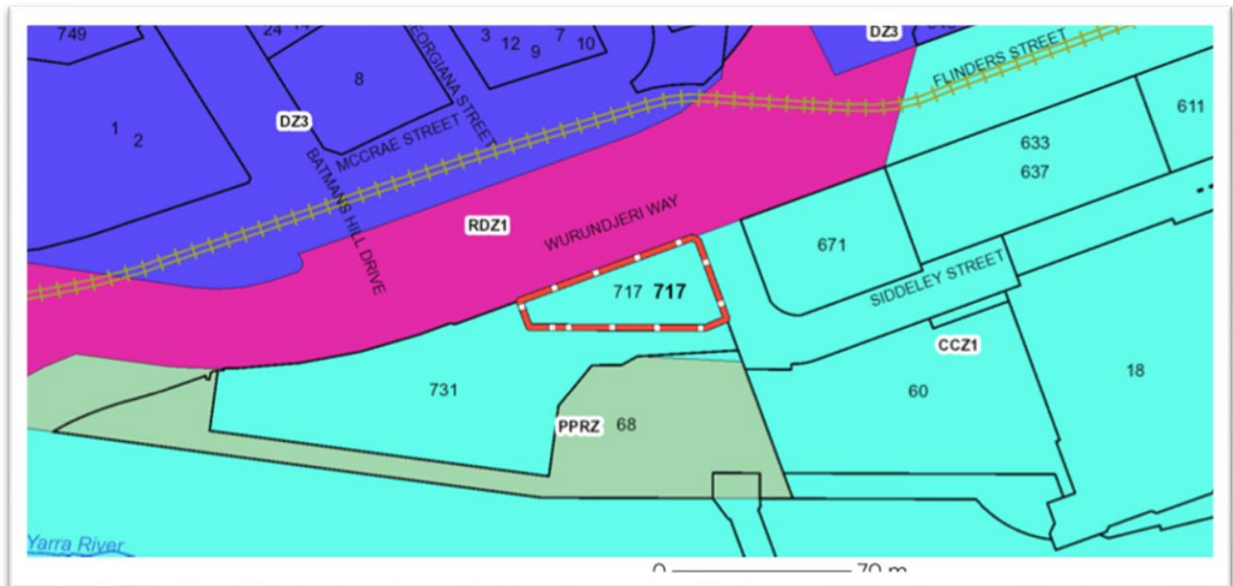 749
24
3
12
9
7
10
DZ3
FLINDERS STREET
8
611
1
2
DZ3
MCCRAE STREET
633
637
BATMANS HILL DRIVE
RDZ1
WURUNDJERI WAY
671
717 717
SIDDELEY STREET
CCZ1
731
60
18
PPRZ 68
Yarra River
0 70 m